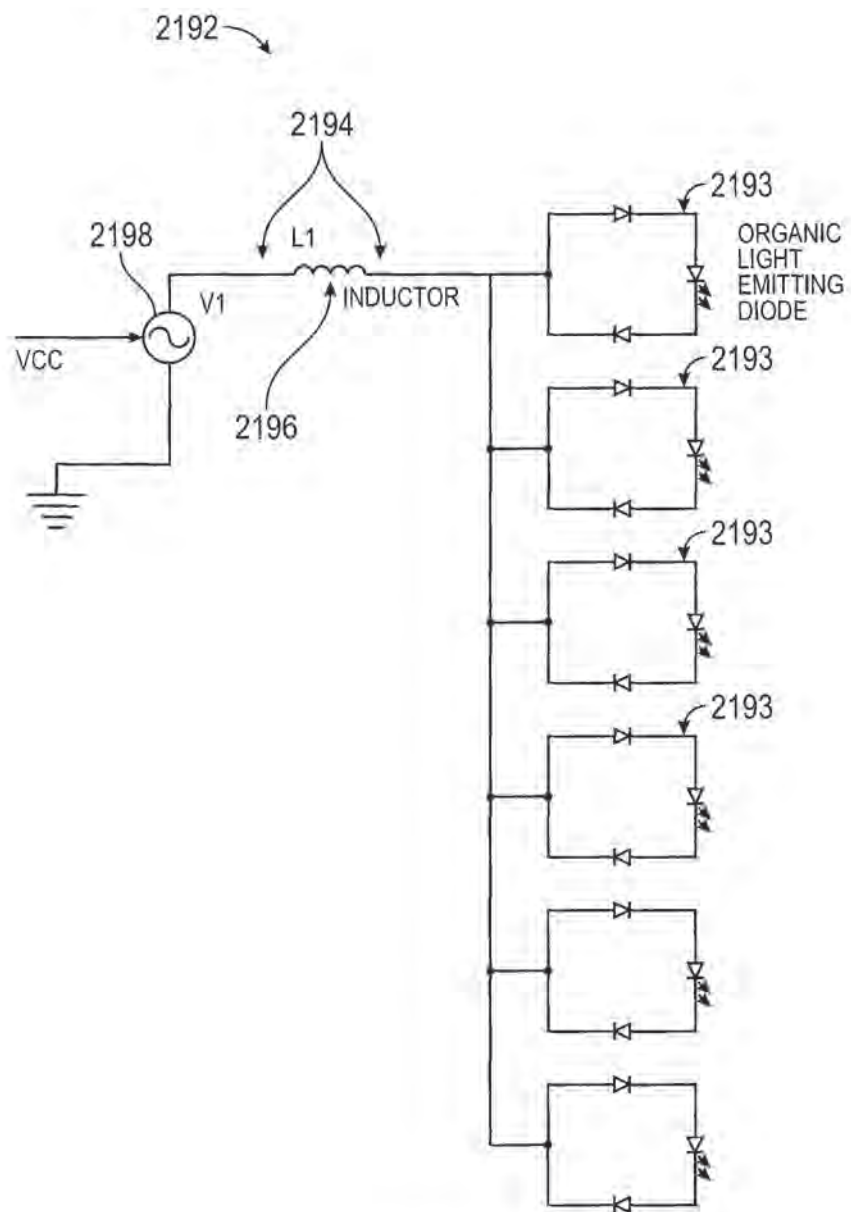 2192
2194
2193
2198
L1
ORGANIC
LIGHT
EMITTING
DIODE
V1
INDUCTOR
VCC
2193
2196
2193
2193